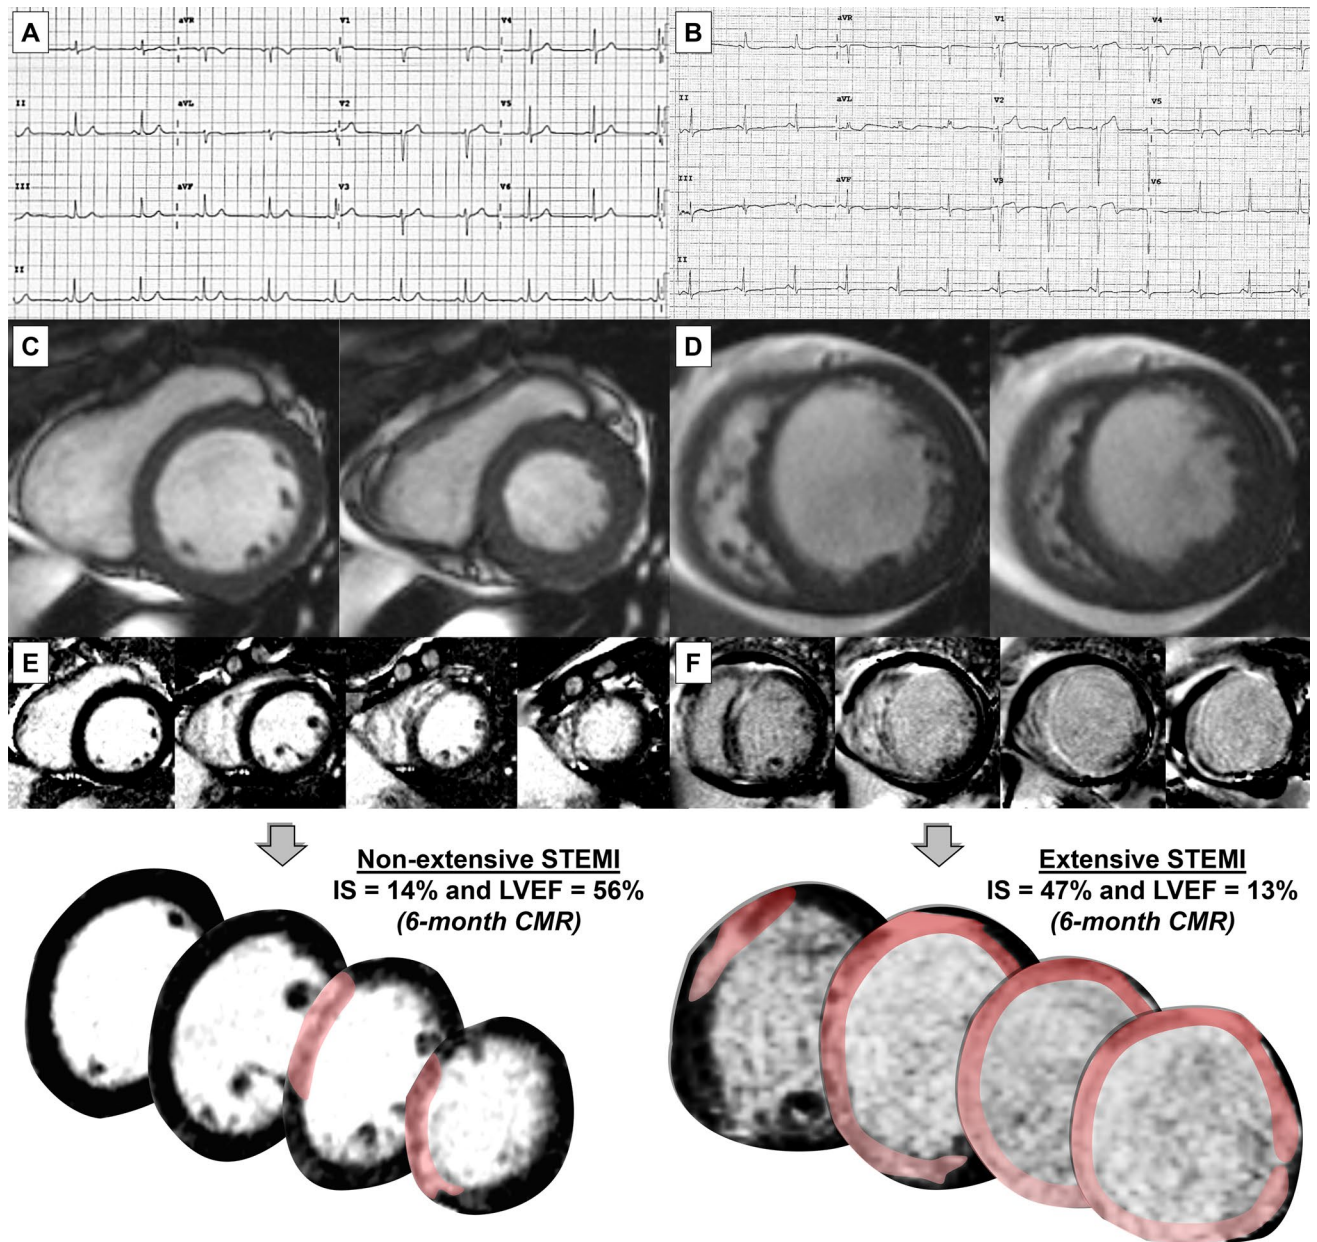 A
aVR
V1
V4
B
aVR
V1
V4
II
aVL
V2
V5
II
aVL
V2
V5
III
aVF
V3
V6
III
aVF
V3
V6
II
II
C
D
E
F
Non-extensive STEMI
IS = 14% and LVEF = 56%
(6-month CMR)
Extensive STEMI
IS = 47% and LVEF = 13%
(6-month CMR)